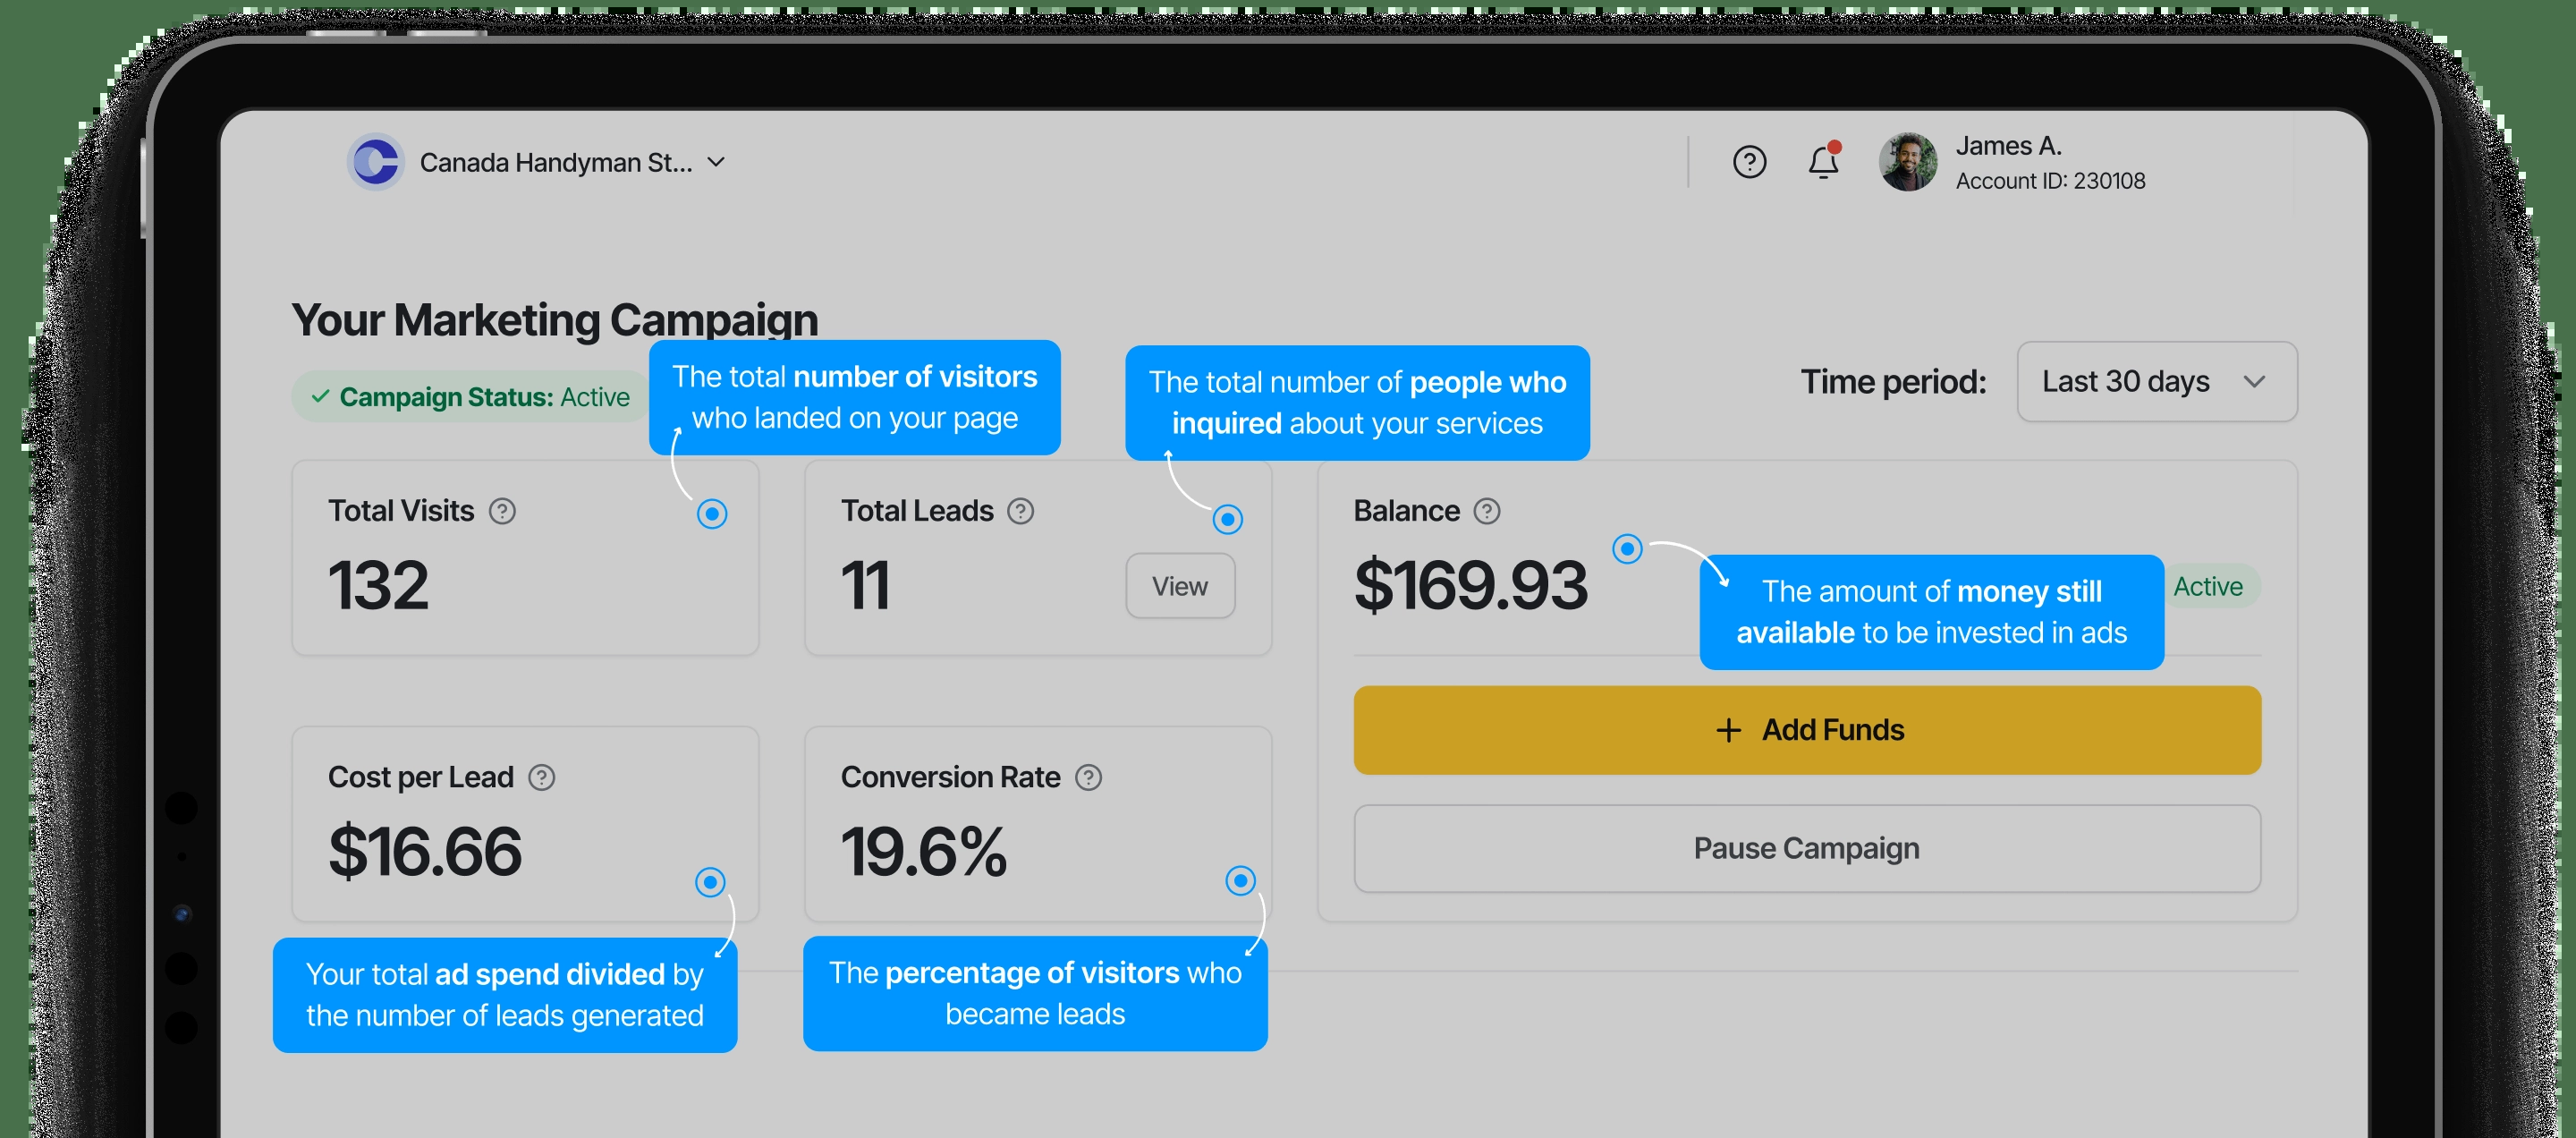 Canada Handyman St...
James A.
Account ID: 230108
Your Marketing Campaign
Campaign Status: Active
The total number of visitors
who landed on your page
The total number of people who
inquired about your services
Time period:
Last 30 days
Total Visits
132
Total Leads
11
View
Balance
$169.93
The amount of money still
available to be invested in ads
Active
Add Funds
Pause Campaign
Cost per Lead
$16.66
Conversion Rate
19.6%
Your total ad spend divided by
the number of leads generated
The percentage of visitors who
became leads